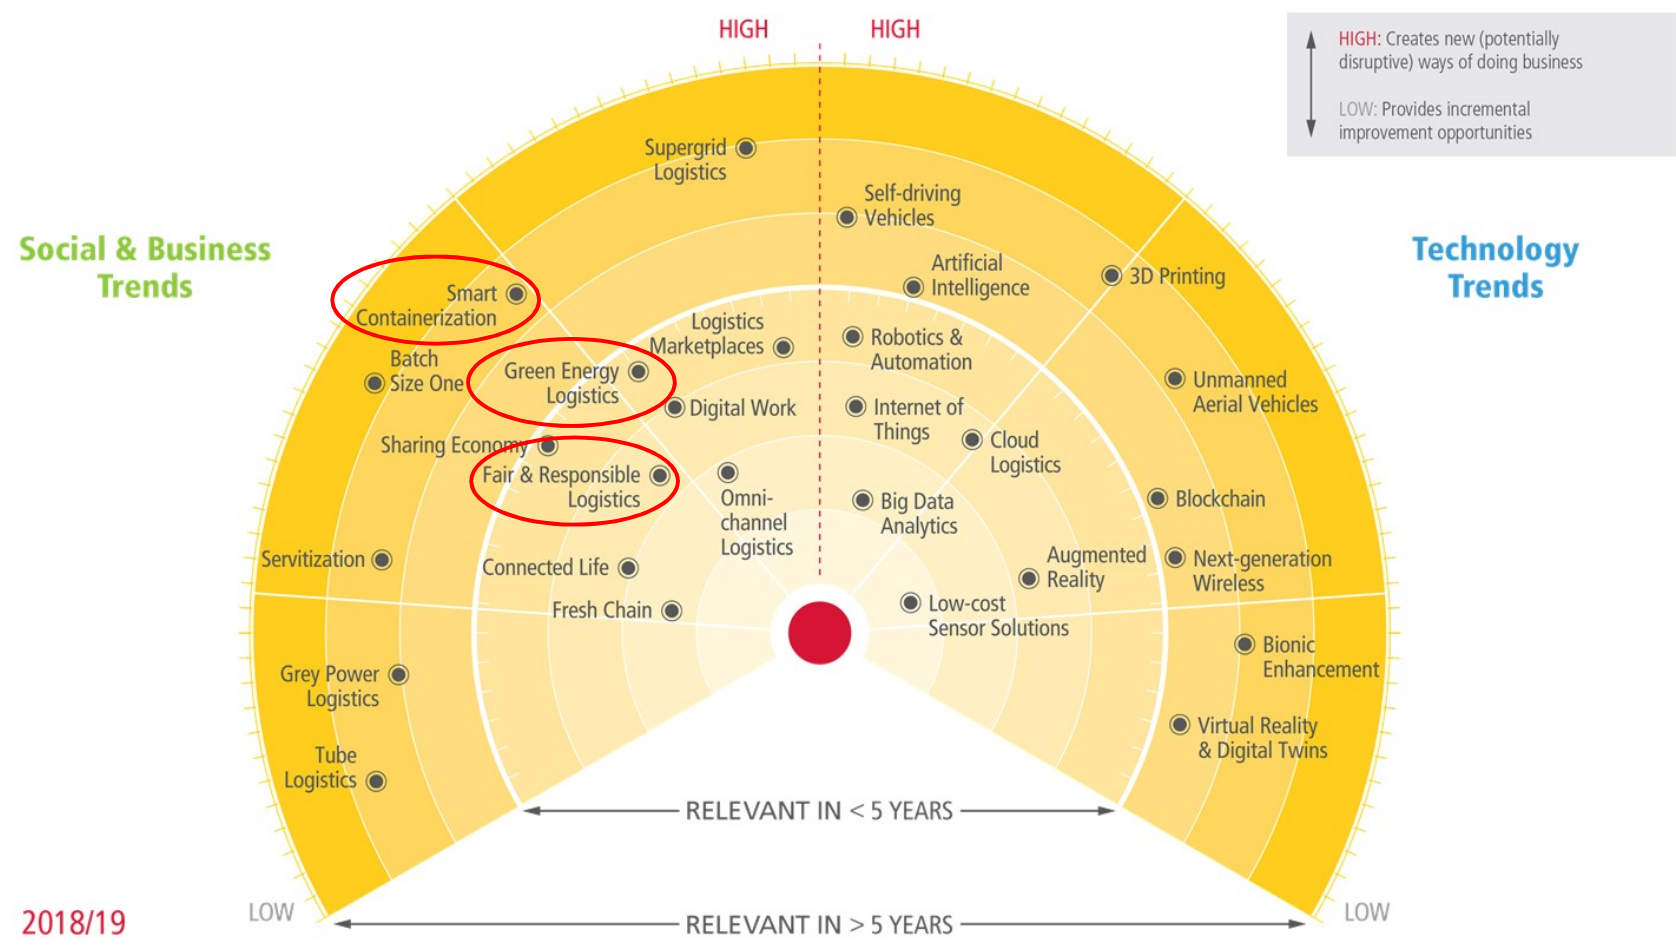 HIGH
HIGH
HIGH: Creates new (potentially
disruptive) ways of doing business
LOW: Provides incremental
improvement opportunities
Social & Business
Trends
Technology
Trends
Supergrid
Logistics
Smart
Containerization
Batch
Size One
Logistics
Marketplaces
Green Energy
Logistics
Digital Work
Sharing Economy
Fair & Responsible
Logistics
Omni-
channel
Logistics
Servitization
Connected Life
Fresh Chain
Grey Power
Logistics
Tube
Logistics
Self-driving
Vehicles
Artificial
Intelligence
3D Printing
Robotics &
Automation
Unmanned
Aerial Vehicles
Internet of
Things
Cloud
Logistics
Big Data
Analytics
Blockchain
Augmented
Reality
Next-generation
Wireless
Low-cost
Sensor Solutions
Bionic
Enhancement
Virtual Reality
& Digital Twins
RELEVANT IN < 5 YEARS
LOW
LOW
RELEVANT IN > 5 YEARS
2018/19